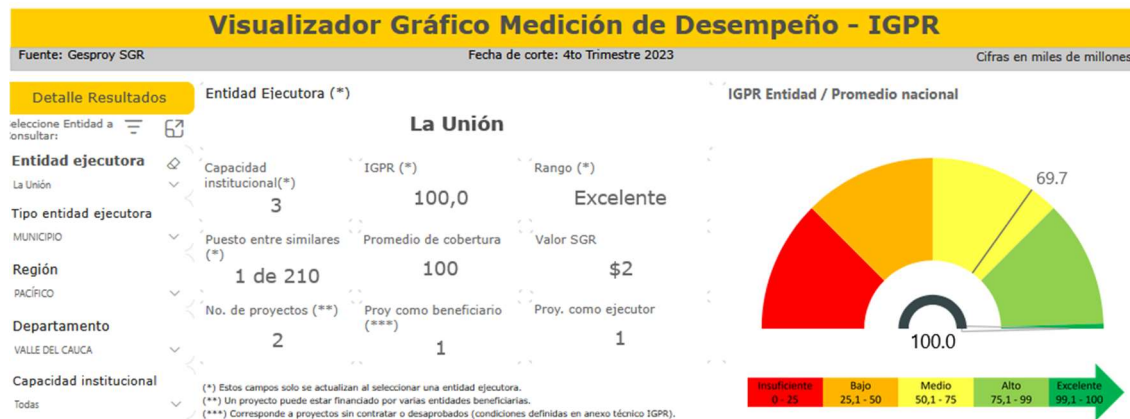 Visualizador Gráfico Medición de Desempeño - IGPR
Fuente: Gesproy SGR
Fecha de corte: 4to Trimestre 2023
Cifras en miles de millones
Detalle Resultados
eleccione Entidad a
onsultar:
Entidad ejecutora
La Unión
Tipo entidad ejecutora
MUNICIPIO
Región
PACÍFICO
Departamento
VALLE DEL CAUCA
Capacidad institucional
Todas
Entidad Ejecutora (*)
La Unión
Capacidad
institucional(*)
3
IGPR (*)
100,0
Rango (*)
Excelente
Puesto entre similares
(*)
1 de 210
Promedio de cobertura
100
Valor SGR
$2
No. de proyectos (**)
2
Proy como beneficiario
(***)
1
Proy. como ejecutor
1
(*) Estos campos solo se actualizan al seleccionar una entidad ejecutora.
(**) Un proyecto puede estar financiado por varias entidades beneficiarias.
(***) Corresponde a proyectos sin contratar o desaprobados (condiciones definidas en anexo técnico IGPR).
IGPR Entidad / Promedio nacional
69.7
100.0
Insuficiente
0 - 25
Bajo
25,1 - 50
Medio
50,1 - 75
Alto
75,1 - 99
Excelente
99,1 - 100